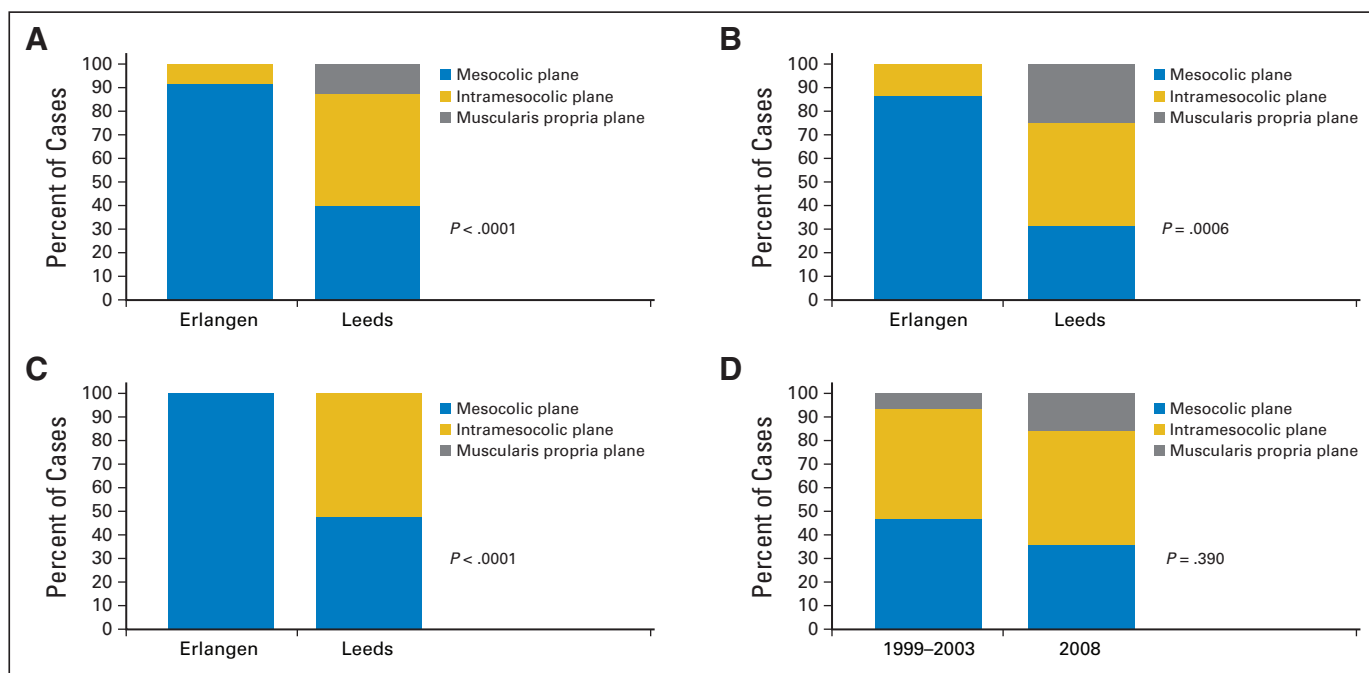 A
Percent of Cases
100
90
80
70
60
50
40
30
20
10
0
Erlangen
Leeds
Mesocolic plane
Intramesocolic plane
Muscularis propria plane
P < .0001
B
Percent of Cases
100
90
80
70
60
50
40
30
20
10
0
Erlangen
Leeds
Mesocolic plane
Intramesocolic plane
Muscularis propria plane
P = .0006
C
Percent of Cases
100
90
80
70
60
50
40
30
20
10
0
Erlangen
Leeds
Mesocolic plane
Intramesocolic plane
Muscularis propria plane
P < .0001
D
Percent of Cases
100
90
80
70
60
50
40
30
20
10
0
1999–2003
2008
Mesocolic plane
Intramesocolic plane
Muscularis propria plane
P = .390